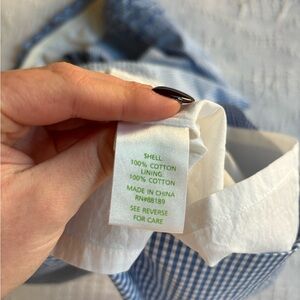 SHELL
100% COTTON
LINING
100% COTTON
MADE IN CHINA
RN#88189
SEE REVERSE
FOR CARE